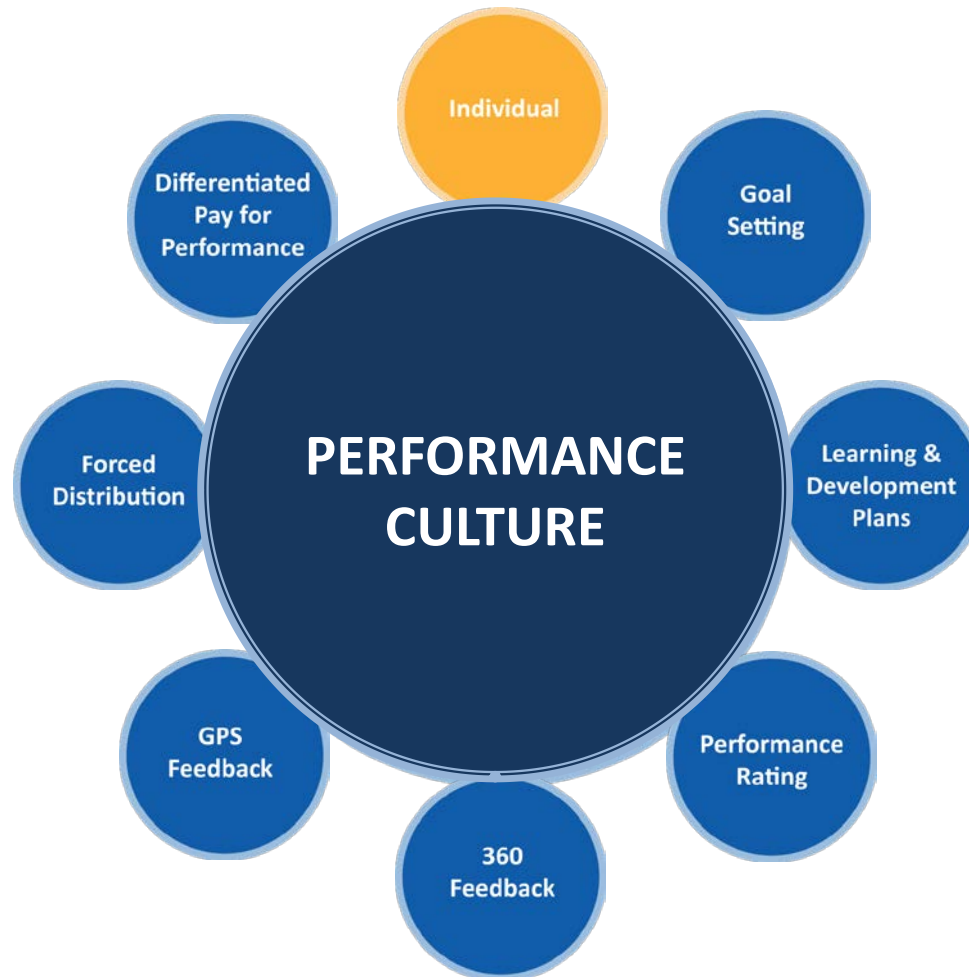 Individual
Goal
Setting
Learning &
Development
Plans
Performance
Rating
360
Feedback
GPS
Feedback
Forced
Distribution
Differentiated
Pay for
Performance
PERFORMANCE
CULTURE